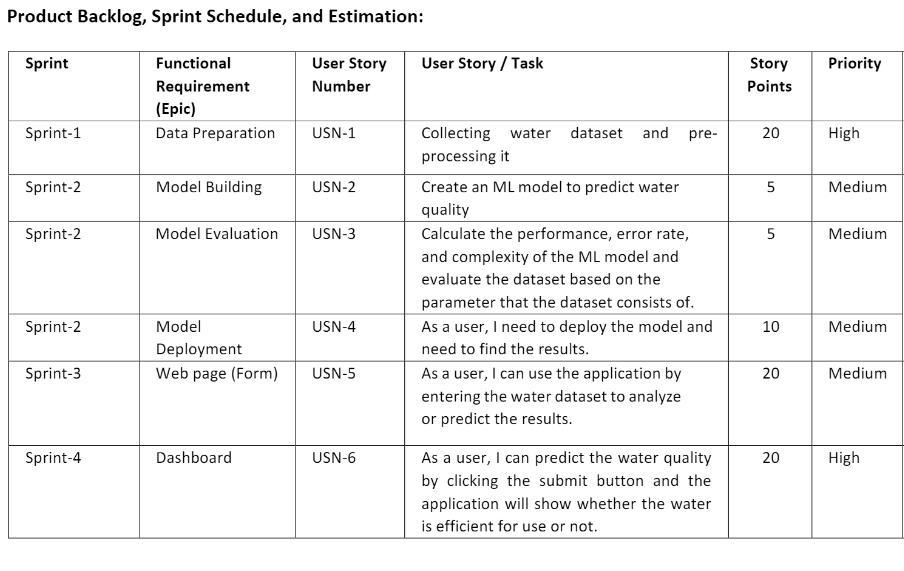 Product Backlog, Sprint Schedule, and Estimation:
Sprint Functional Requirement (Epic) User Story Number User Story / Task Story Points Priority
Sprint-1 Data Preparation USN-1 Collecting water dataset and pre-processing it 20 High
Sprint-2 Model Building USN-2 Create an ML model to predict water quality 5 Medium
Sprint-2 Model Evaluation USN-3 Calculate the performance, error rate, and complexity of the ML model and evaluate the dataset based on the parameter that the dataset consists of. 5 Medium
Sprint-2 Model Deployment USN-4 As a user, I need to deploy the model and need to find the results. 10 Medium
Sprint-3 Web page (Form) USN-5 As a user, I can use the application by entering the water dataset to analyze or predict the results. 20 Medium
Sprint-4 Dashboard USN-6 As a user, I can predict the water quality by clicking the submit button and the application will show whether the water is efficient for use or not. 20 High